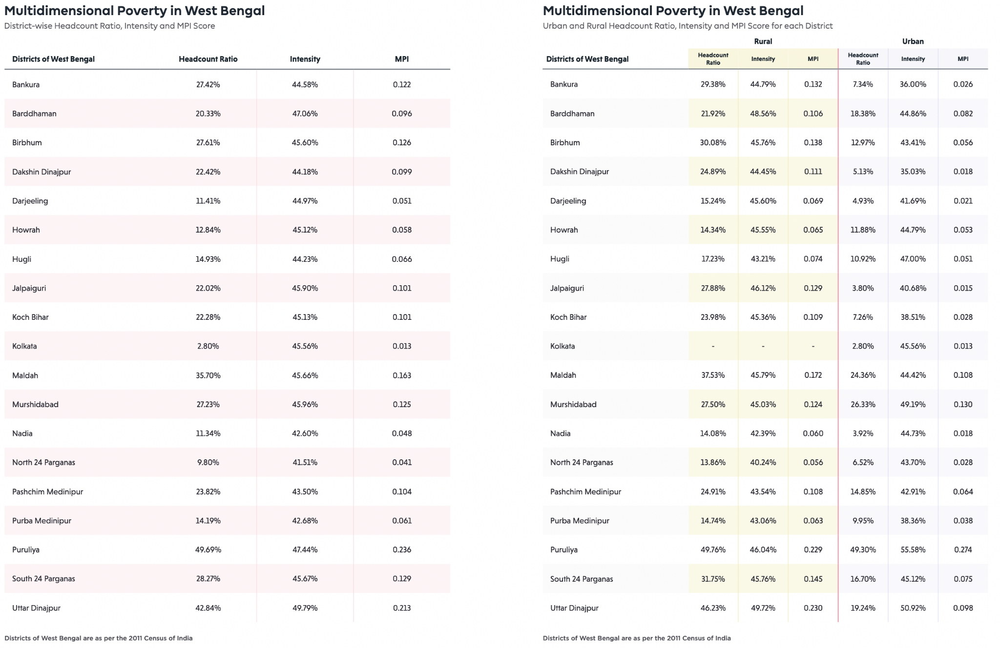 Multidimensional Poverty in West Bengal
District-wise Headcount Ratio, Intensity and MPI Score
Districts of West Bengal Headcount Ratio Intensity MPI
Bankura 27.42% 44.58% 0.122
Barddhaman 20.33% 47.06% 0.096
Birbhum 27.61% 45.60% 0.126
Dakshin Dinajpur 22.42% 44.18% 0.099
Darjeeling 11.41% 44.97% 0.051
Howrah 12.84% 45.12% 0.058
Hugli 14.93% 44.23% 0.066
Jalpaiguri 22.02% 45.90% 0.101
Koch Bihar 22.28% 45.13% 0.101
Kolkata 2.80% 45.56% 0.013
Maldah 35.70% 45.66% 0.163
Murshidabad 27.23% 45.96% 0.125
Nadia 11.34% 42.60% 0.048
North 24 Parganas 9.80% 41.51% 0.041
Pashchim Medinipur 23.82% 43.50% 0.104
Purba Medinipur 14.19% 42.68% 0.061
Puruliya 49.69% 47.44% 0.236
South 24 Parganas 28.27% 45.67% 0.129
Uttar Dinajpur 42.84% 49.79% 0.213
Districts of West Bengal are as per the 2011 Census of India
Multidimensional Poverty in West Bengal
Urban and Rural Headcount Ratio, Intensity and MPI Score for each District
Rural Urban
Districts of West Bengal Headcount Ratio Intensity MPI Headcount Ratio Intensity MPI
Bankura 29.38% 44.79% 0.132 7.34% 36.00% 0.026
Barddhaman 21.92% 48.56% 0.106 18.38% 44.86% 0.082
Birbhum 30.08% 45.76% 0.138 12.97% 43.41% 0.056
Dakshin Dinajpur 24.89% 44.45% 0.111 5.13% 35.03% 0.018
Darjeeling 15.24% 45.60% 0.069 4.93% 41.69% 0.021
Howrah 14.34% 45.55% 0.065 11.88% 44.79% 0.053
Hugli 17.23% 43.21% 0.074 10.92% 47.00% 0.051
Jalpaiguri 27.88% 46.12% 0.129 3.80% 40.68% 0.015
Koch Bihar 23.98% 45.36% 0.109 7.26% 38.51% 0.028
Kolkata - - - 2.80% 45.56% 0.013
Maldah 37.53% 45.79% 0.172 24.36% 44.42% 0.108
Murshidabad 27.50% 45.03% 0.124 26.33% 49.19% 0.130
Nadia 14.08% 42.39% 0.060 3.92% 44.73% 0.018
North 24 Parganas 13.86% 40.24% 0.056 6.52% 43.70% 0.028
Pashchim Medinipur 24.91% 43.54% 0.108 14.85% 42.91% 0.064
Purba Medinipur 14.74% 43.06% 0.063 9.95% 38.36% 0.038
Puruliya 49.76% 46.04% 0.229 49.30% 55.58% 0.274
South 24 Parganas 31.75% 45.76% 0.145 16.70% 45.12% 0.075
Uttar Dinajpur 46.23% 49.72% 0.230 19.24% 50.92% 0.098
Districts of West Bengal are as per the 2011 Census of India